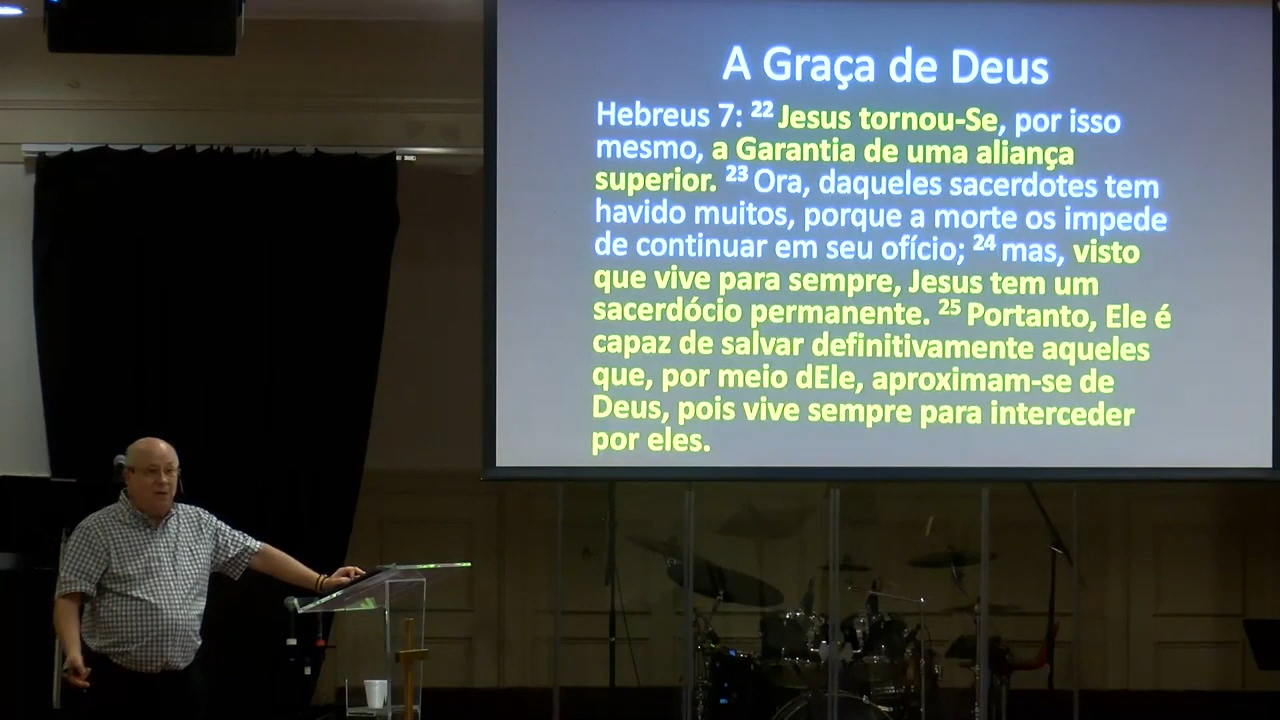 A Graça de Deus
Hebreus 7: ²² Jesus tornou-Se, por isso
mesmo, a Garantia de uma aliança
superior. ²³ Ora, daqueles sacerdotes tem
havido muitos, porque a morte os impede
de continuar em seu ofício; ²⁴ mas, visto
que vive para sempre, Jesus tem um
sacerdócio permanente. ²⁵ Portanto, Ele é
capaz de salvar definitivamente aqueles
que, por meio dEle, aproximam-se de
Deus, pois vive sempre para interceder
por eles.